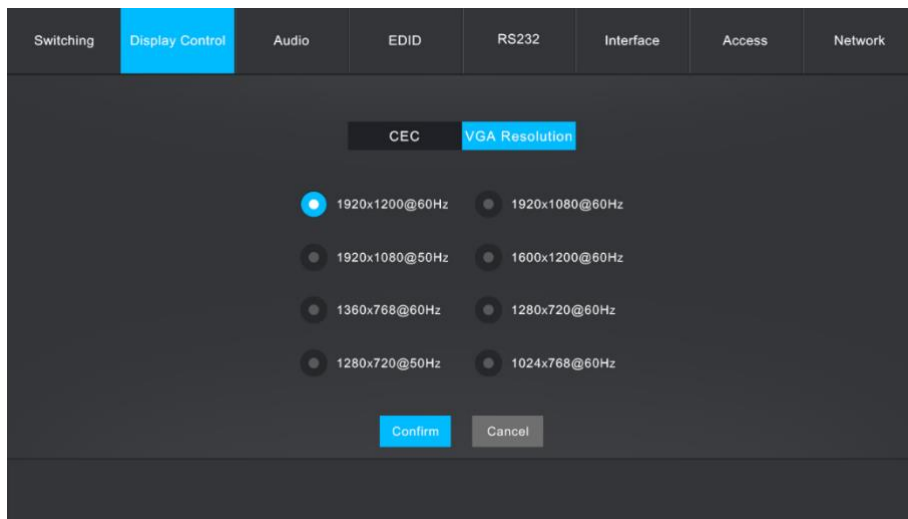 Switching Display Control Audio EDID RS232 Interface Access Network
CEC VGA Resolution
1920x1200@60Hz 1920x1080@60Hz
1920x1080@50Hz 1600x1200@60Hz
1360x768@60Hz 1280x720@60Hz
1280x720@50Hz 1024x768@60Hz
Confirm Cancel